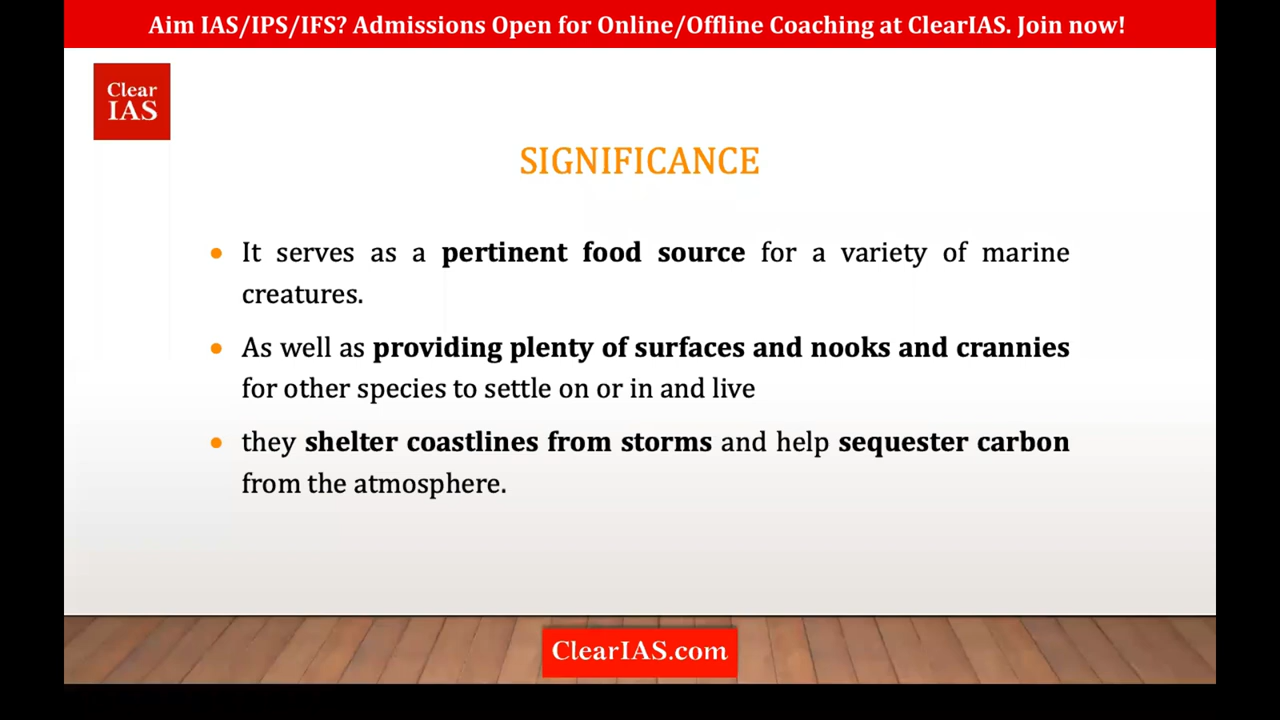 Aim IAS/IPS/IFS? Admissions Open for Online/Offline Coaching at ClearIAS. Join now!
Clear
IAS
SIGNIFICANCE
• It serves as a pertinent food source for a variety of marine
creatures.
• As well as providing plenty of surfaces and nooks and crannies
for other species to settle on or in and live
• they shelter coastlines from storms and help sequester carbon
from the atmosphere.
ClearIAS.com